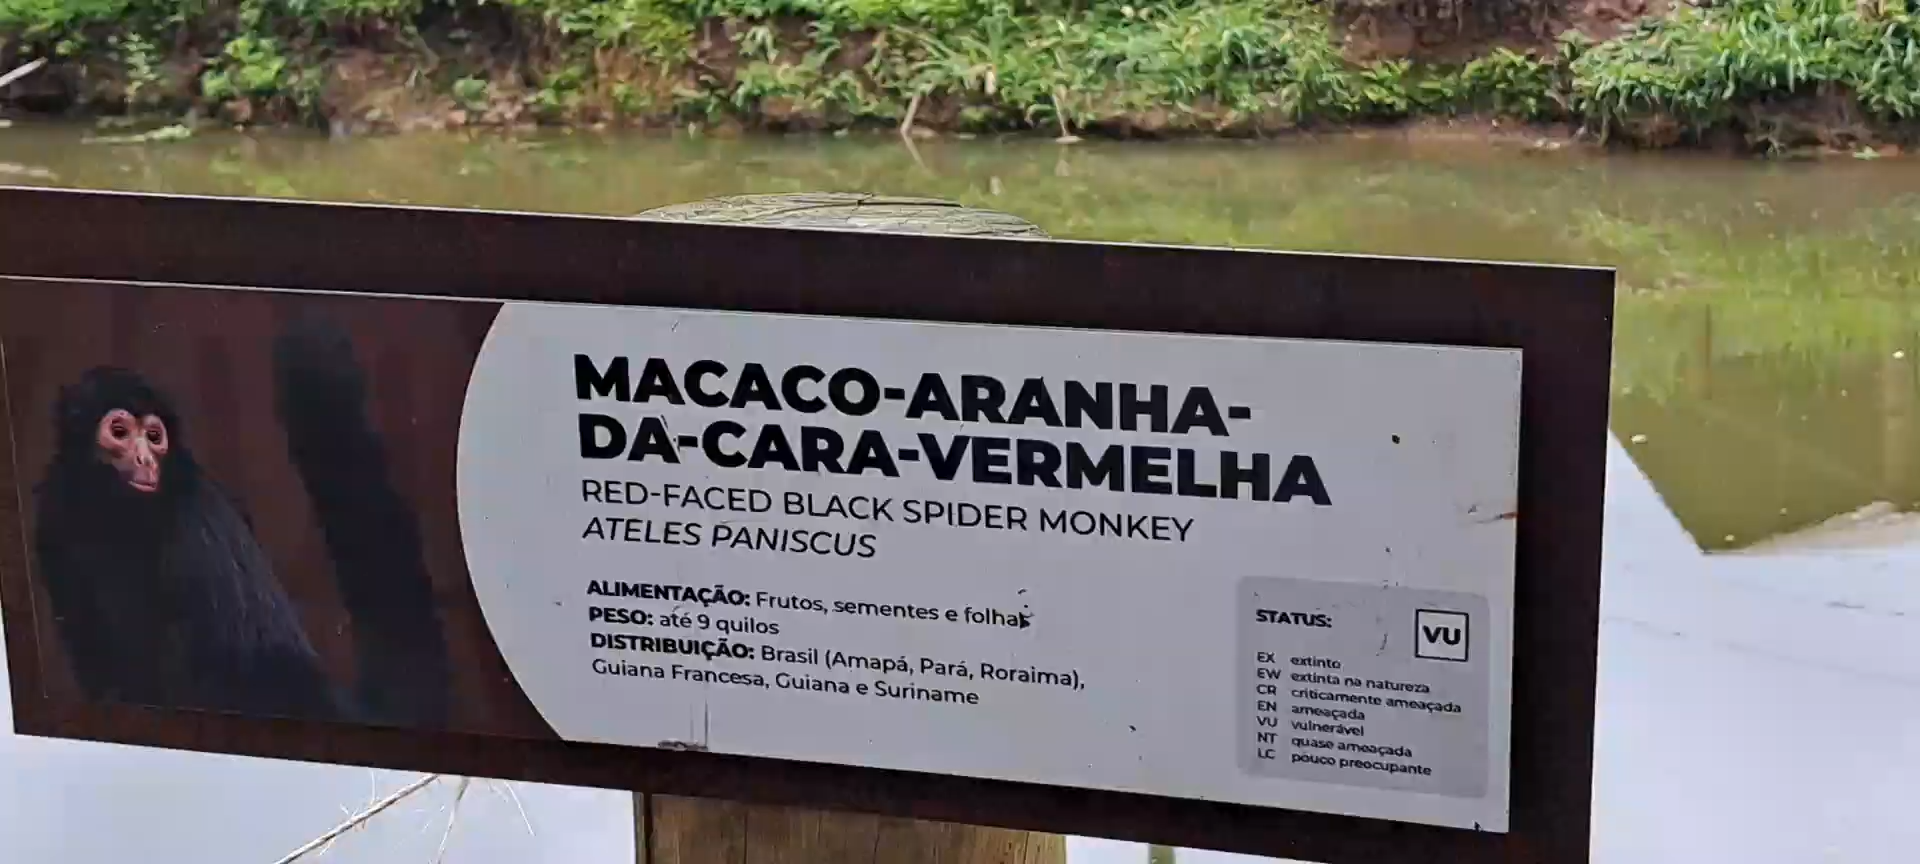 MACACO-ARANHA-
DA-CARA-VERMELHA
RED-FACED BLACK SPIDER MONKEY
ATELES PANISCUS
ALIMENTAÇÃO: Frutos, sementes e folhas
PESO: até 9 quilos
DISTRIBUIÇÃO: Brasil (Amapá, Pará, Roraima),
Guiana Francesa, Guiana e Suriname
STATUS: VU
EX extinto
EW extinta na natureza
CR criticamente ameaçada
EN ameaçada
VU vulnerável
NT quase ameaçada
LC pouco preocupante